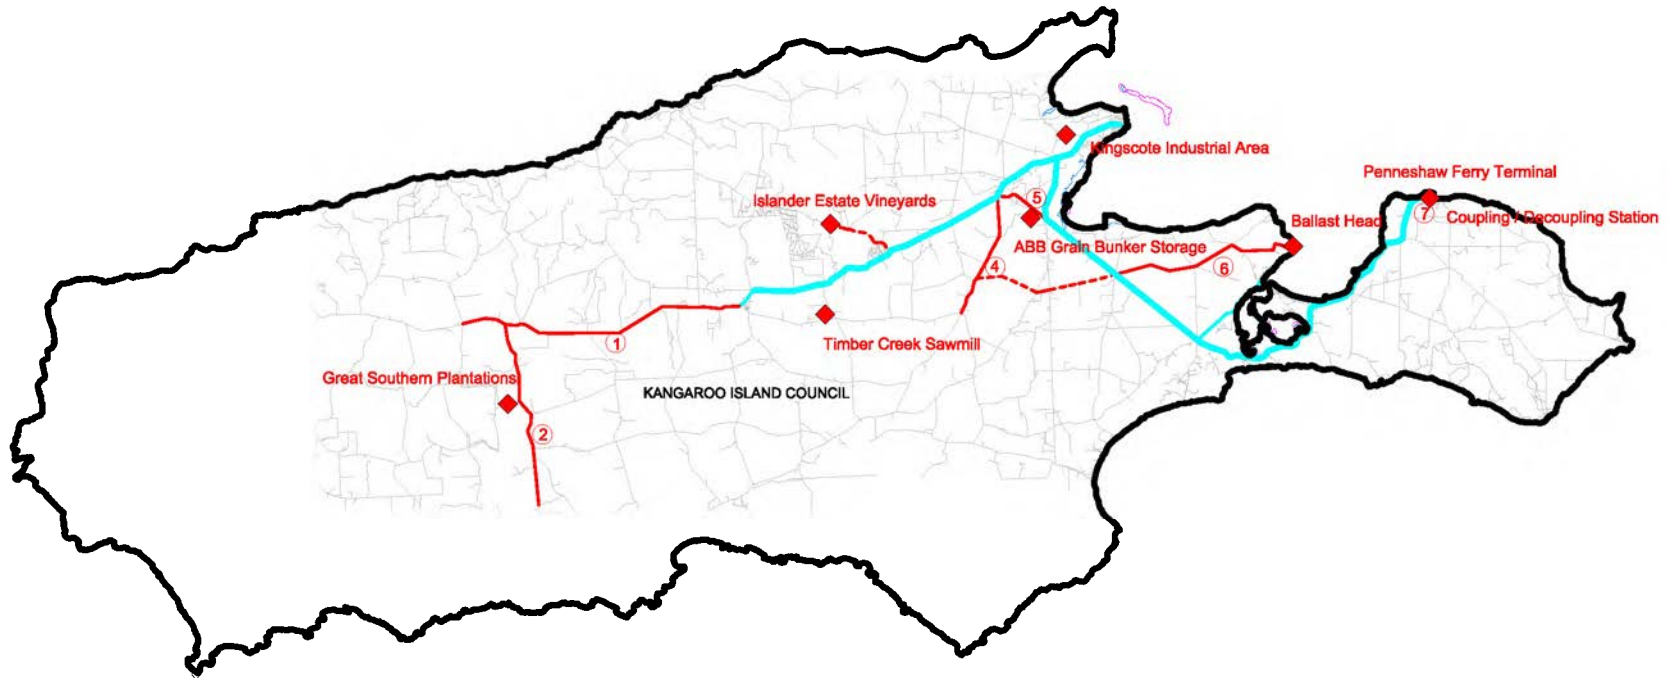 Kingscote Industrial Area
Penneshaw Ferry Terminal
Islander Estate Vineyards
5
7
Coupling / Decoupling Station
Ballast Head
ABB Grain Bunker Storage
4
6
1
Timber Creek Sawmill
Great Southern Plantations
KANGAROO ISLAND COUNCIL
2